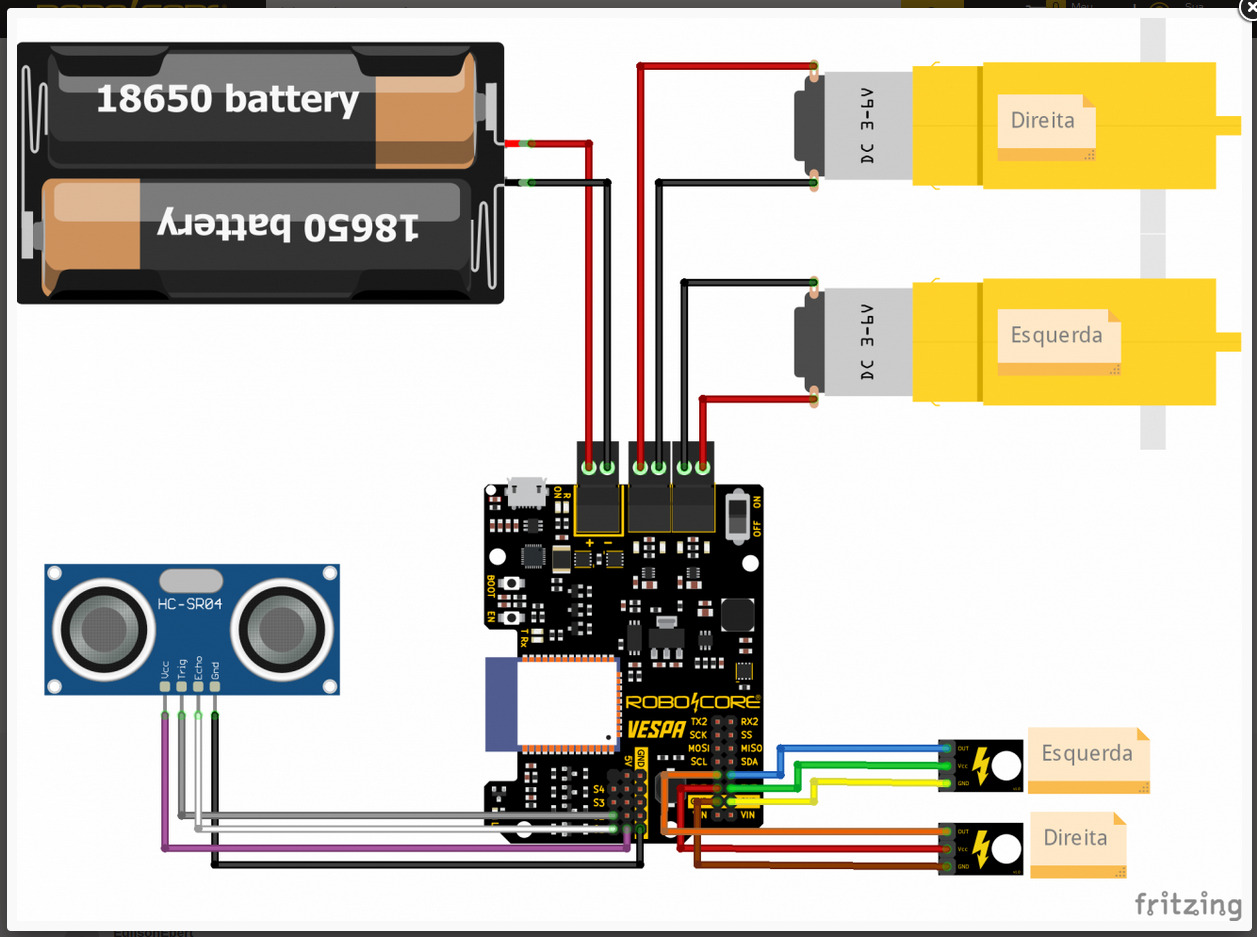 18650 battery
18650 battery
DC 3-6V
Direita
DC 3-6V
Esquerda
ON
R
ON
OFF
+ -
BOOT
EN
T Rx
HC-SR04
Vcc
Trig
Echo
Gnd
ROBOCORE®
VESPA
TX2 RX2
SCK SS
MOSI MISO
SCL SDA
5V
GND
S4
S3
VIN
OUT
Vcc
GND
Esquerda
OUT
Vcc
GND
Direita
fritzing